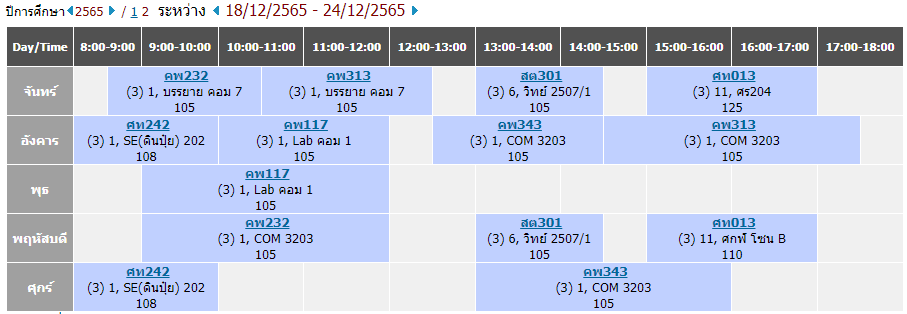 ปีการศึกษา 2565 / 1 2 ระหว่าง 18/12/2565 - 24/12/2565
Day/Time 8:00-9:00 9:00-10:00 10:00-11:00 11:00-12:00 12:00-13:00 13:00-14:00 14:00-15:00 15:00-16:00 16:00-17:00 17:00-18:00
คพ232 คพ313 สต301 ศท013
จันทร์ (3) 1, บรรยาย คอม 7 (3) 1, บรรยาย คอม 7 (3) 6, วิทย์ 2507/1 (3) 11, ศร204
105 105 105 125
ศท242 คพ117 คพ343 คพ313
อังคาร (3) 1, SE(ดินปุ๋ย) 202 (3) 1, Lab คอม 1 (3) 1, COM 3203 (3) 1, COM 3203
108 105 105 105
คพ117
พุธ (3) 1, Lab คอม 1
105
คพ232 สต301 ศท013
พฤหัสบดี (3) 1, COM 3203 (3) 6, วิทย์ 2507/1 (3) 11, ศกฬ โซน B
105 105 110
ศท242 คพ343
ศุกร์ (3) 1, SE(ดินปุ๋ย) 202 (3) 1, COM 3203
108 105